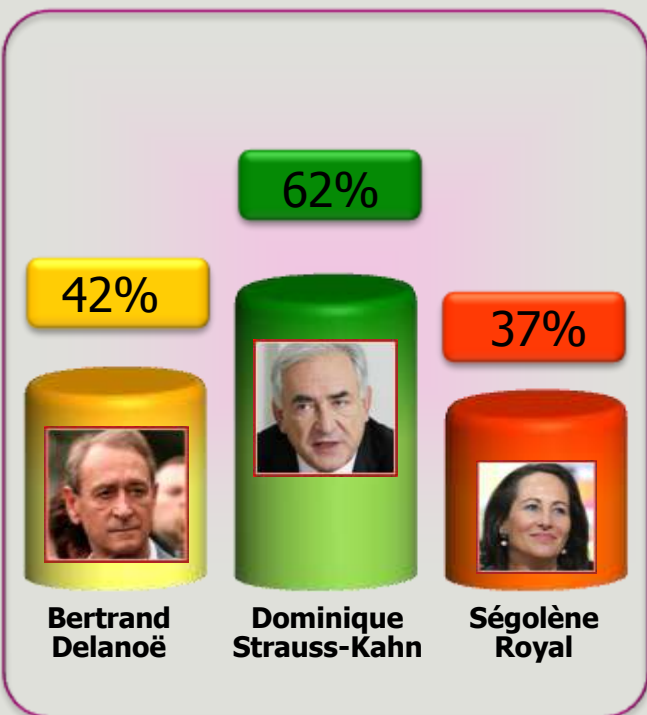 62%
42%
37%
Bertrand
Delanoë
Dominique
Strauss-Kahn
Ségolène
Royal